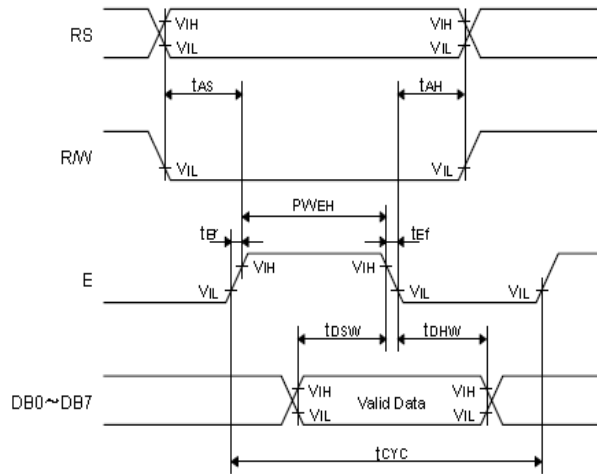 RS
VIH
VIL
VIH
VIL
tAS
tAH
R/W
VIL
VIL
PWEH
tEr
tEf
E
VIH
VIH
VIL
VIL
VIL
tDSW
tDHW
DB0~DB7
VIH
VIL
Valid Data
VIH
VIL
tCYC